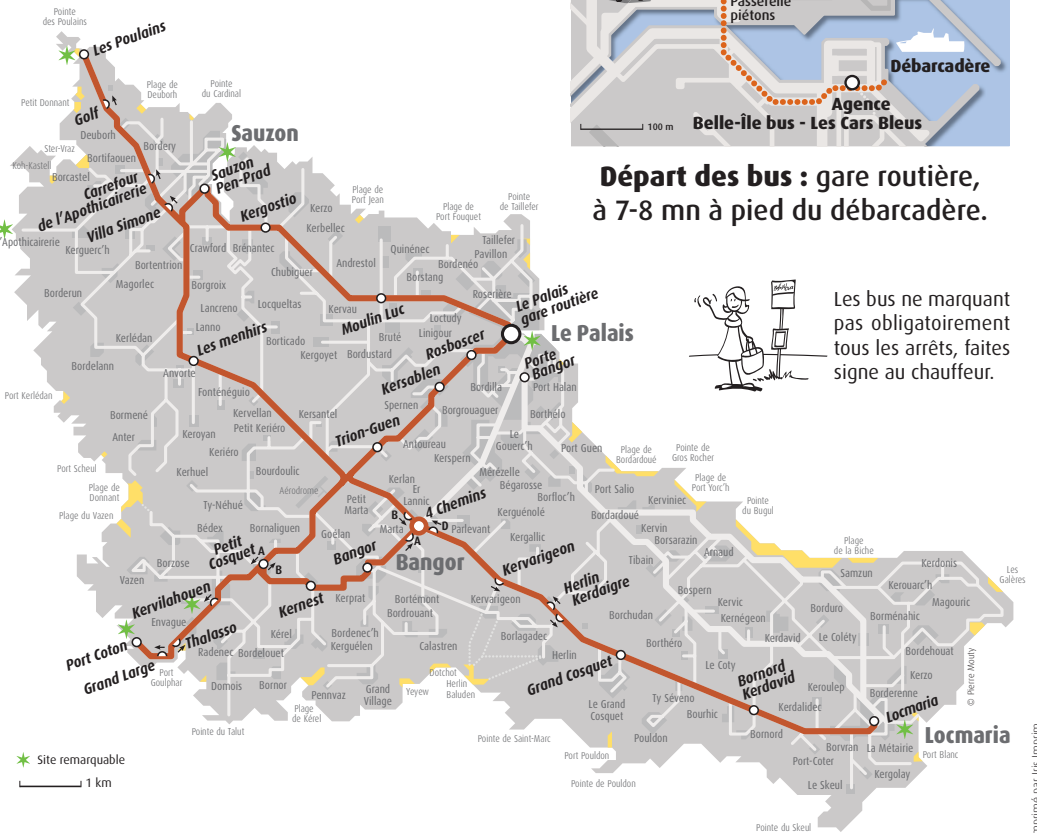 Passerelle
piétons
Débarcadère
Agence
Belle-île bus - Les Cars Bleus
100 m
Départ des bus : gare routière,
à 7-8 mn à pied du débarcadère.
Les bus ne marquant
pas obligatoirement
tous les arrêts, faites
signe au chauffeur.
Pointe
des Poulains
Les Poulains
Petit Donnant
Golf
Plage de
Deuborh
Pointe
du Cardinal
Deuborh
Bordery
Sauzon
Ster-Vraz
Bortifaouen
Koh-Kastell
Borcastel
Carrefour
de l'Apothicairerie
Sauzon
Pen-Prad
Villa Simone
Apothicairerie
Kerguerc'h
Kergostio
Kerzo
Kerbellec
Plage de
Port Jean
Plage de
Port Fouquet
Pointe
de Taillefer
Taillefer
Pavillon
Crawford
Brénantec
Quinénec
Bordenéo
Bortentrion
Chubiguer
Andrestol
Borstang
Magorlec
Borgroix
Roserière
Borderun
Locqueltas
Lancreno
Kervau
Moulin Luc
Loctudy
Le Palais
gare routière
Lanno
Kerlédan
Les menhirs
Borticado
Bruté
Linigour
Le Palais
Kergoyet
Bordustard
Rosboscer
Porte
Bangor
Bordelann
Anvorte
Kersablen
Bordilla
Port Halan
Port Kerlédan
Fonténéguio
Spernen
Bormené
Kervellan
Kersantel
Borgrouaguer
Borthélo
Petit Keriéro
Trion-Guen
Anter
Keroyan
Antoureau
Le
Gouerc'h
Port Guen
Plage de
Bordardoué
Pointe de
Gros Rocher
Keriéro
Kerspern
Port Scheul
Kerhuel
Bourdoulic
Mérézelle
Plage de
Port Yorc'h
Plage de
Donnant
Aérodrome
Kerlan
Er
Lannic
Bégarosse
Port Salio
Borfloc'h
Kerviniec
Pointe
du Bugul
Ty-Néhué
Petit
Marta
4 Chemins
Kerguénolé
Bordardoué
Plage du Vazen
B
Marta
D
Parlevant
Kervin
Bédex
Bornaliguen
Goélan
A
Kergallic
Borsarazin
Petit
Cosquet
A
B
Bangor
Bangor
Tibain
Arnaud
Plage
de la Biche
Borzose
Kervarigeon
Samzun
Kerdonis
Les
Galères
Vazen
Kernest
Kerprat
Herlin
Kerdaigre
Kerouarc'h
Kervilahouen
Bospern
Magouric
Bortémont
Kervarigeon
Kervic
Envague
Bordrouant
Borchudan
Kernégeon
Borduro
Borménahic
Port Coton
Thalasso
Kérel
Bordenec'h
Borlagadec
Kerdavid
Le Coléty
Radenec
Bordelouet
Kerguélen
Calastren
Borthéro
Bordehouat
Grand Large
Herlin
Port
Goulphar
Grand Cosquet
Le Coty
Kerzo
Domois
Bornor
Pennvaz
Grand
Village
Yeyew
Dotchot
Herlin
Baluden
Bornord
Kerdavid
Keroulep
Borderenne
Ty Séveno
Kerdalidec
Locmaria
Plage
de Kérel
Le Grand
Cosquet
Bourhic
Pointe du Talut
Pointe de Saint-Marc
Pouldon
Bornord
Borvran
La Métairie
Locmaria
Port Blanc
Port Pouldon
Port-Coter
Kergolay
Pointe de Pouldon
Le Skeul
Pointe du Skeul
Site remarquable
1 km
© Pierre Mouty